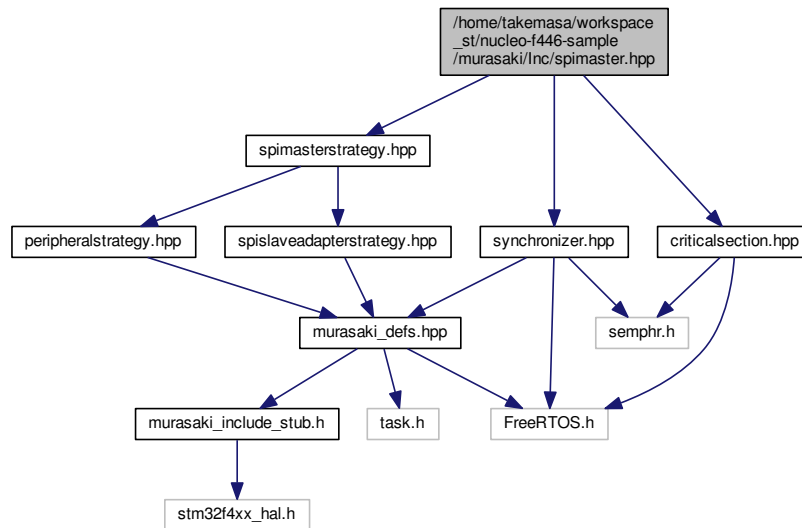 /home/takemasa/workspace
_st/nucleo-f446-sample
/murasaki/Inc/spimaster.hpp
spimasterstrategy.hpp
peripheralstrategy.hpp
spislaveadapterstrategy.hpp
synchronizer.hpp
criticalsection.hpp
murasaki_defs.hpp
semphr.h
murasaki_include_stub.h
task.h
FreeRTOS.h
stm32f4xx_hal.h